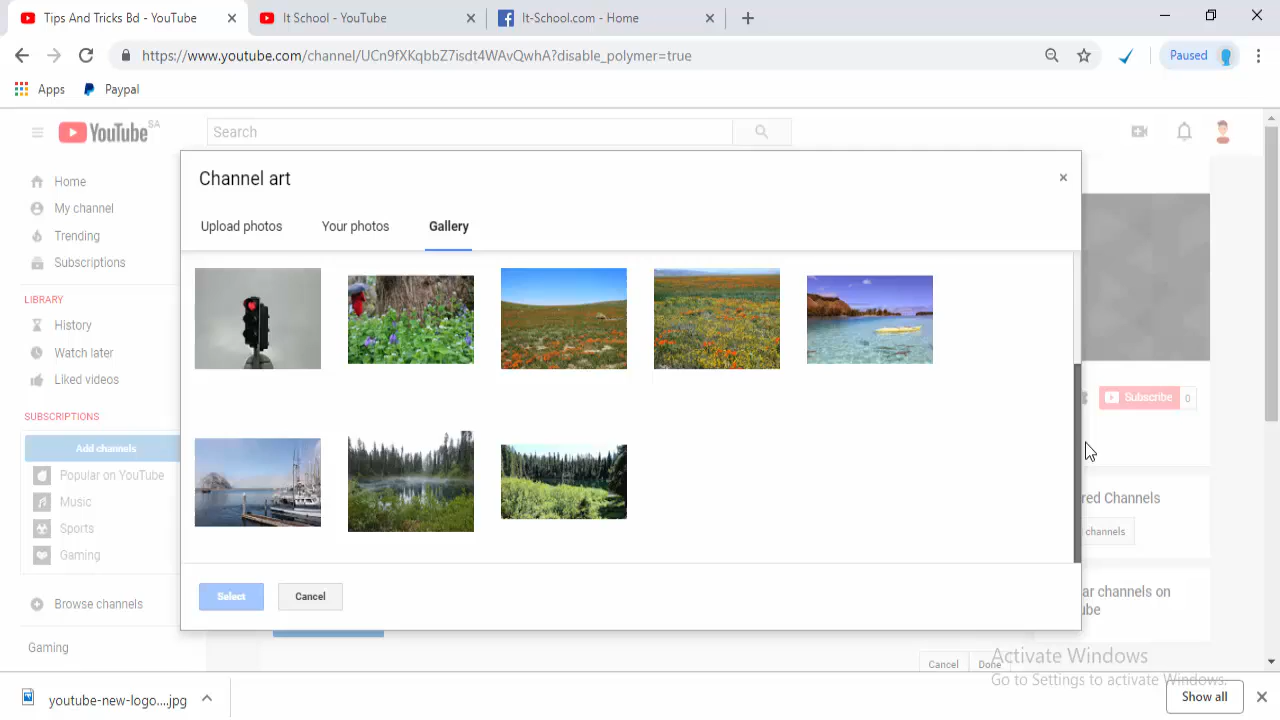 Tips And Tricks Bd - YouTube
It School - YouTube
It-School.com - Home
https://www.youtube.com/channel/UCn9fXKqbbZ7isdt4WAvQwhA?disable_polymer=true
Paused
Apps
Paypal
YouTube SA
Search
Home
My channel
Trending
Subscriptions
LIBRARY
History
Watch later
Liked videos
SUBSCRIPTIONS
Add channels
Popular on YouTube
Music
Sports
Gaming
Browse channels
Gaming
Channel art
Upload photos
Your photos
Gallery
Select
Cancel
Subscribe
0
red Channels
channels
ar channels on
ube
Cancel
Done
Activate Windows
Go to Settings to activate Windows.
youtube-new-logo....jpg
Show all